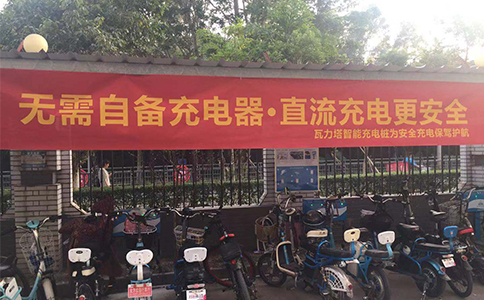 无需自备充电器·直流充电更安全
瓦力塔智能充电桩为安全充电保驾护航